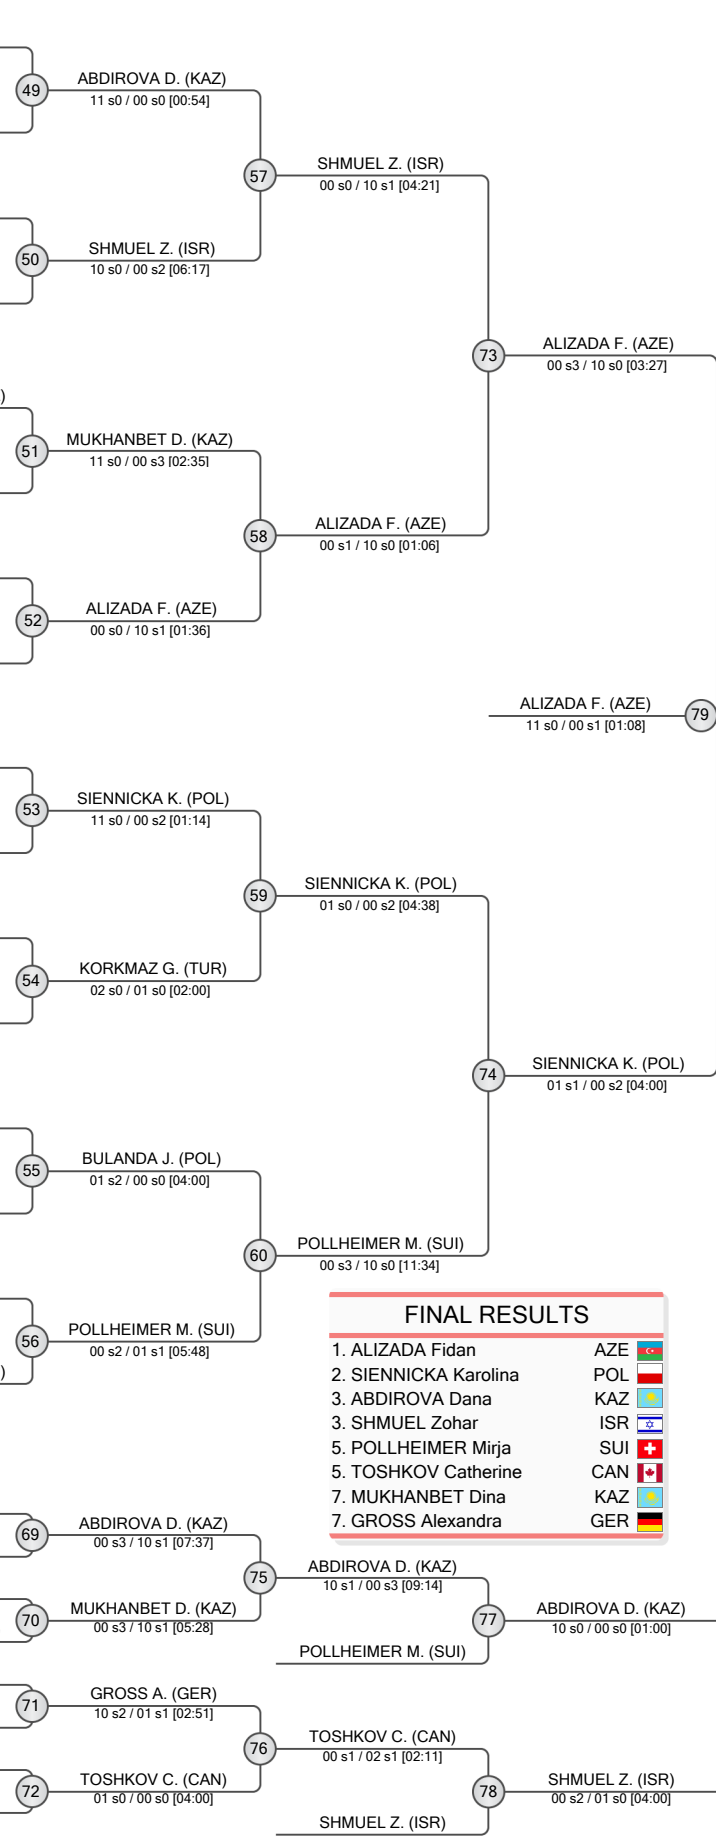 49
ABDIROVA D. (KAZ)
11 s0 / 00 s0 [00:54]
57
SHMUEL Z. (ISR)
00 s0 / 10 s1 [04:21]
50
SHMUEL Z. (ISR)
10 s0 / 00 s2 [06:17]
73
ALIZADA F. (AZE)
00 s3 / 10 s0 [03:27]
)
51
MUKHANBET D. (KAZ)
11 s0 / 00 s3 [02:35]
58
ALIZADA F. (AZE)
00 s1 / 10 s0 [01:06]
52
ALIZADA F. (AZE)
00 s0 / 10 s1 [01:36]
ALIZADA F. (AZE)
11 s0 / 00 s1 [01:08]
79
53
SIENNICKA K. (POL)
11 s0 / 00 s2 [01:14]
59
SIENNICKA K. (POL)
01 s0 / 00 s2 [04:38]
54
KORKMAZ G. (TUR)
02 s0 / 01 s0 [02:00]
74
SIENNICKA K. (POL)
01 s1 / 00 s2 [04:00]
55
BULANDA J. (POL)
01 s2 / 00 s0 [04:00]
60
POLLHEIMER M. (SUI)
00 s3 / 10 s0 [11:34]
56
POLLHEIMER M. (SUI)
00 s2 / 01 s1 [05:48]
)
FINAL RESULTS
1. ALIZADA Fidan AZE
2. SIENNICKA Karolina POL
3. ABDIROVA Dana KAZ
3. SHMUEL Zohar ISR
5. POLLHEIMER Mirja SUI
5. TOSHKOV Catherine CAN
7. MUKHANBET Dina KAZ
7. GROSS Alexandra GER
69
ABDIROVA D. (KAZ)
00 s3 / 10 s1 [07:37]
75
ABDIROVA D. (KAZ)
10 s1 / 00 s3 [09:14]
70
MUKHANBET D. (KAZ)
00 s3 / 10 s1 [05:28]
77
ABDIROVA D. (KAZ)
10 s0 / 00 s0 [01:00]
POLLHEIMER M. (SUI)
71
GROSS A. (GER)
10 s2 / 01 s1 [02:51]
76
TOSHKOV C. (CAN)
00 s1 / 02 s1 [02:11]
72
TOSHKOV C. (CAN)
01 s0 / 00 s0 [04:00]
78
SHMUEL Z. (ISR)
00 s2 / 01 s0 [04:00]
SHMUEL Z. (ISR)